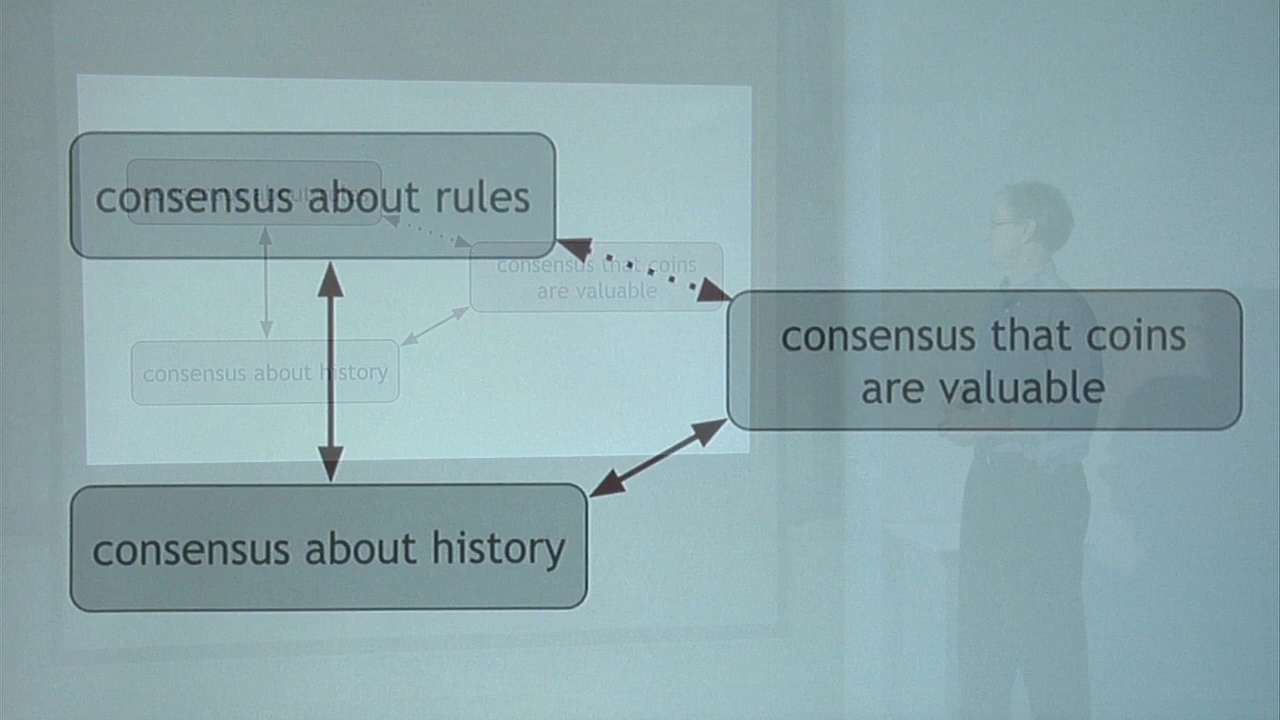 consensus about rules
consensus that coins
are valuable
consensus about history
consensus that coins
are valuable
consensus about history